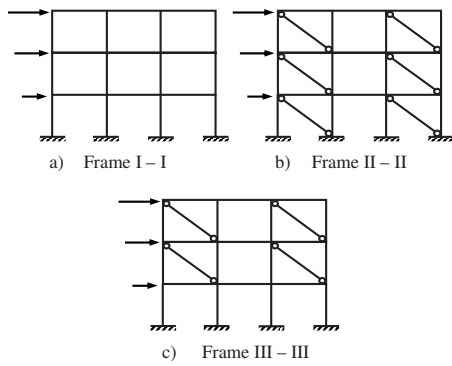 a) Frame I – I
b) Frame II – II
c) Frame III – III